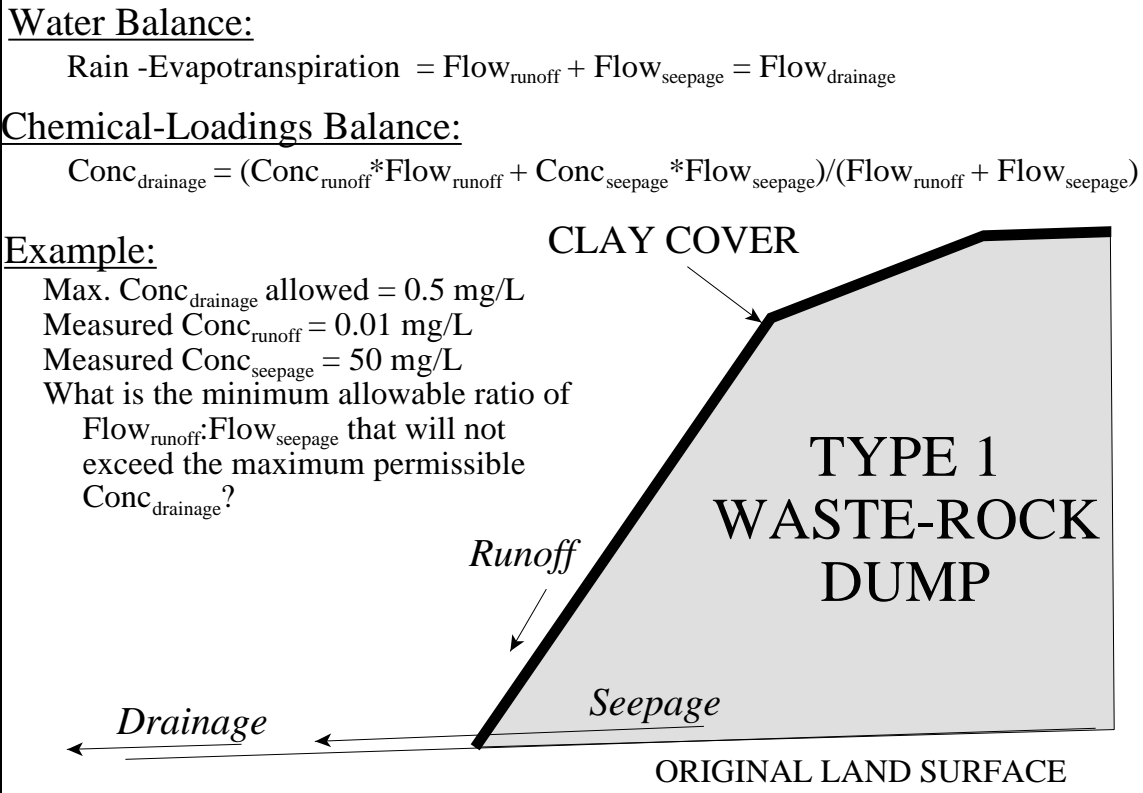 Water Balance:
Rain -Evapotranspiration = Flow_runoff + Flow_seepage = Flow_drainage
Chemical-Loadings Balance:
Conc_drainage = (Conc_runoff*Flow_runoff + Conc_seepage*Flow_seepage)/(Flow_runoff + Flow_seepage)
Example:
Max. Conc_drainage allowed = 0.5 mg/L
Measured Conc_runoff = 0.01 mg/L
Measured Conc_seepage = 50 mg/L
What is the minimum allowable ratio of
Flow_runoff:Flow_seepage that will not
exceed the maximum permissible
Conc_drainage?
CLAY COVER
TYPE 1
WASTE-ROCK
DUMP
Runoff
Seepage
Drainage
ORIGINAL LAND SURFACE